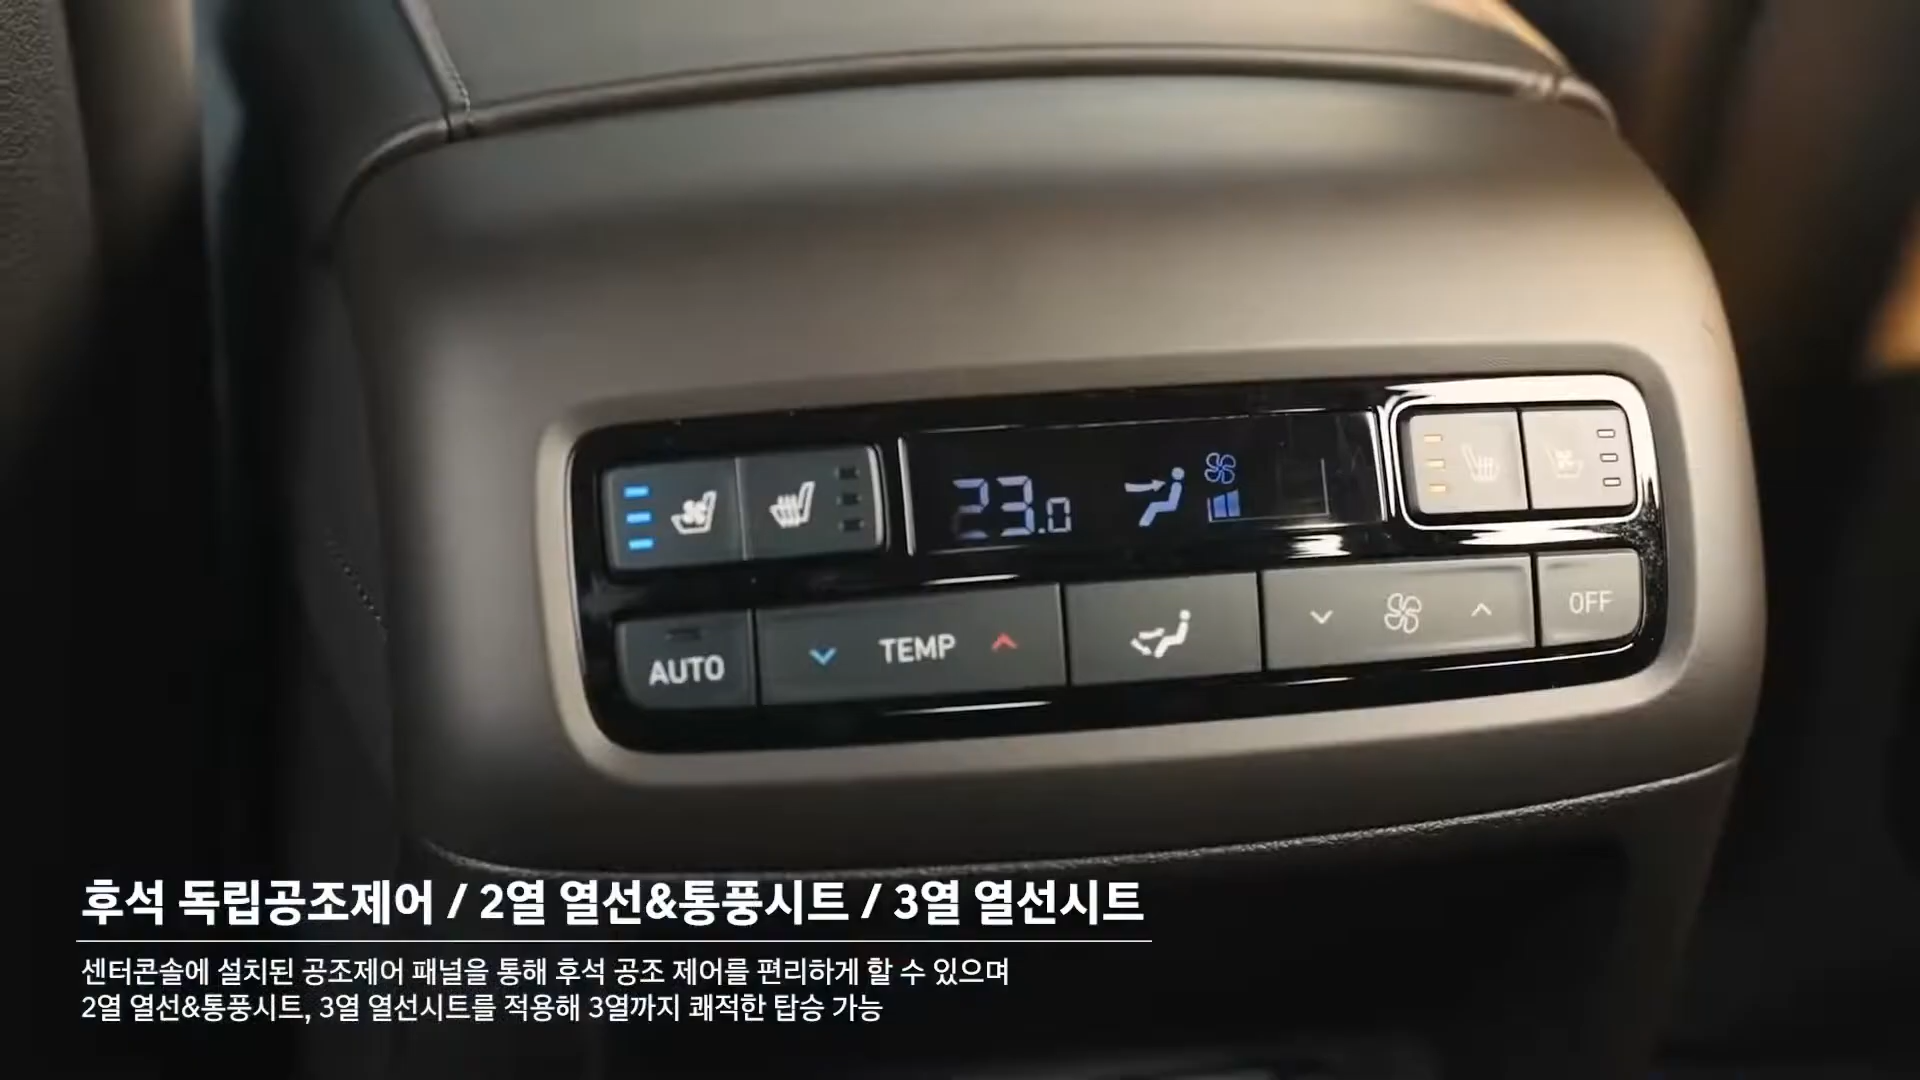 23.0
AUTO
TEMP
OFF
후석 독립공조제어 / 2열 열선&통풍시트 / 3열 열선시트
센터콘솔에 설치된 공조제어 패널을 통해 후석 공조 제어를 편리하게 할 수 있으며
2열 열선&통풍시트, 3열 열선시트를 적용해 3열까지 쾌적한 탑승 가능